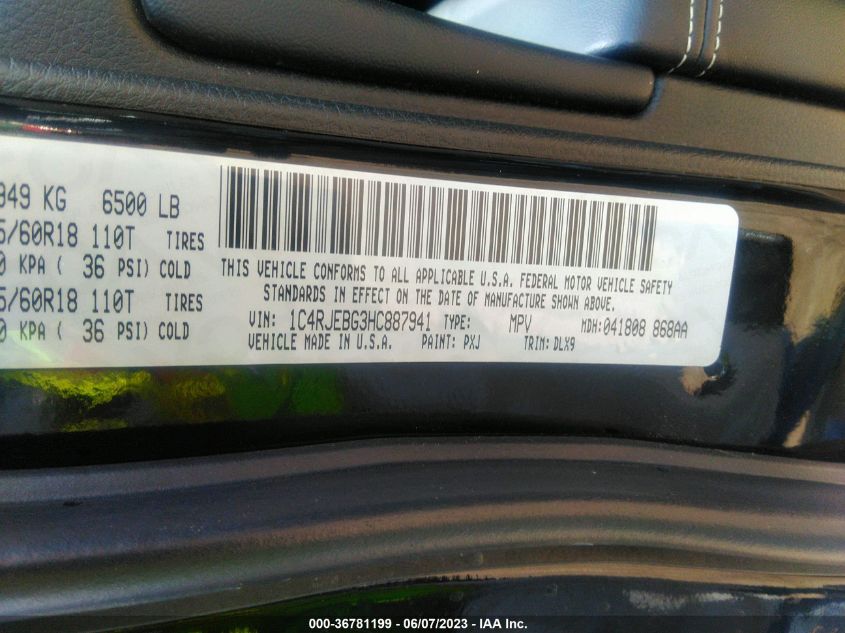 949 KG 6500 LB
5/60R18 110T TIRES
0 KPA ( 36 PSI) COLD
5/60R18 110T TIRES
0 KPA ( 36 PSI) COLD
THIS VEHICLE CONFORMS TO ALL APPLICABLE U.S.A. FEDERAL MOTOR VEHICLE SAFETY
STANDARDS IN EFFECT ON THE DATE OF MANUFACTURE SHOWN ABOVE.
VIN: 1C4RJEBG3HC887941 TYPE: MPV MDH: 041808 868AA
VEHICLE MADE IN U.S.A. PAINT: PXJ TRIM: DLX9
000-36781199 - 06/07/2023 - IAA Inc.